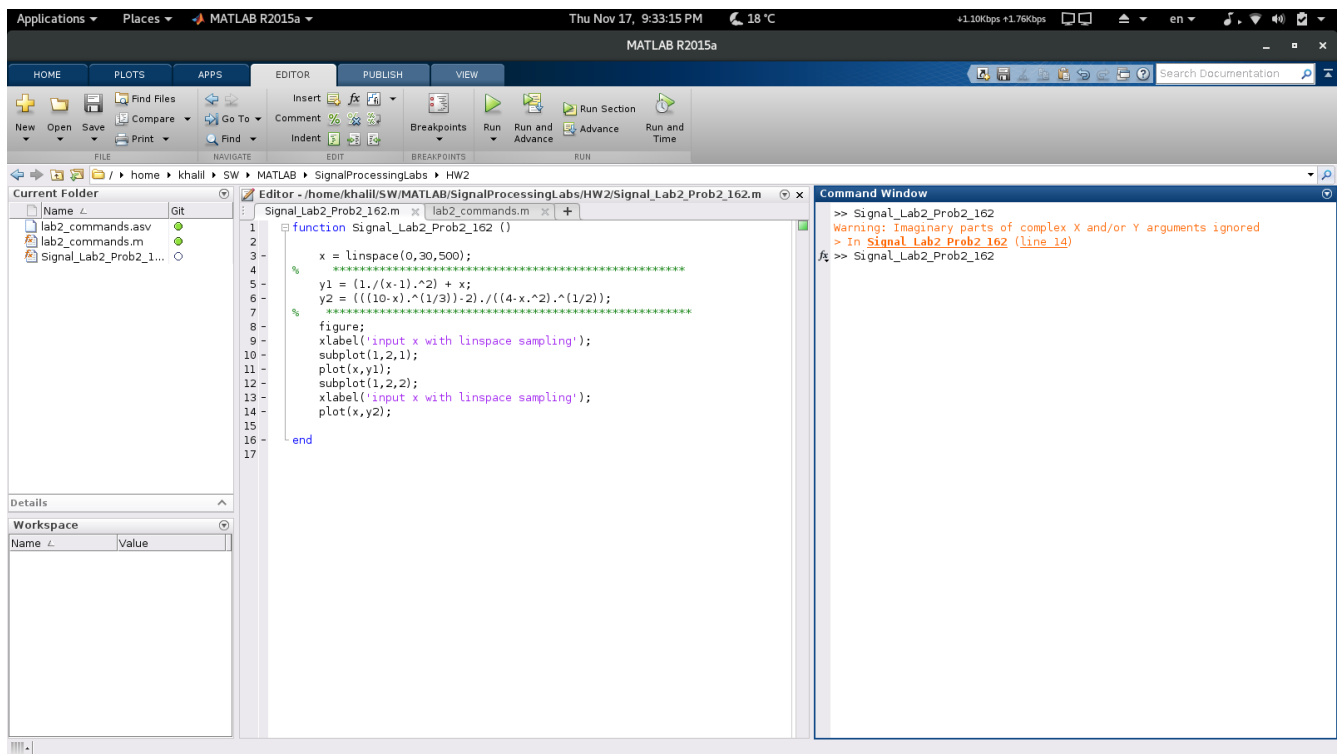 Applications Places MATLAB R2015a Thu Nov 17, 9:33:15 PM 18 °C +1.10Kbps +1.76Kbps en
MATLAB R2015a
HOME PLOTS APPS EDITOR PUBLISH VIEW Search Documentation
Find Files Insert fx
Compare Go To Comment % Run Section
New Open Save Print Find Indent Breakpoints Run Run and Advance Advance Run and Time
FILE NAVIGATE EDIT BREAKPOINTS RUN
/ home khalil SW MATLAB SignalProcessingLabs HW2
Current Folder
Name Git
lab2_commands.asv
lab2_commands.m
Signal_Lab2_Prob2_1...
Details
Workspace
Name Value
Editor - /home/khalil/SW/MATLAB/SignalProcessingLabs/HW2/Signal_Lab2_Prob2_162.m
Signal_Lab2_Prob2_162.m lab2_commands.m +
1 function Signal_Lab2_Prob2_162 ()
2
3 - x = linspace(0,30,500);
4 % *****************************************************
5 - y1 = (1./(x-1).^2) + x;
6 - y2 = (((10-x).^(1/3))-2)./((4-x.^2).^(1/2));
7 % *******************************************************
8 - figure;
9 - xlabel('input x with linspace sampling');
10 - subplot(1,2,1);
11 - plot(x,y1);
12 - subplot(1,2,2);
13 - xlabel('input x with linspace sampling');
14 - plot(x,y2);
15
16 - end
17
Command Window
>> Signal_Lab2_Prob2_162
Warning: Imaginary parts of complex X and/or Y arguments ignored
> In Signal_Lab2_Prob2_162 (line 14)
fx >> Signal_Lab2_Prob2_162